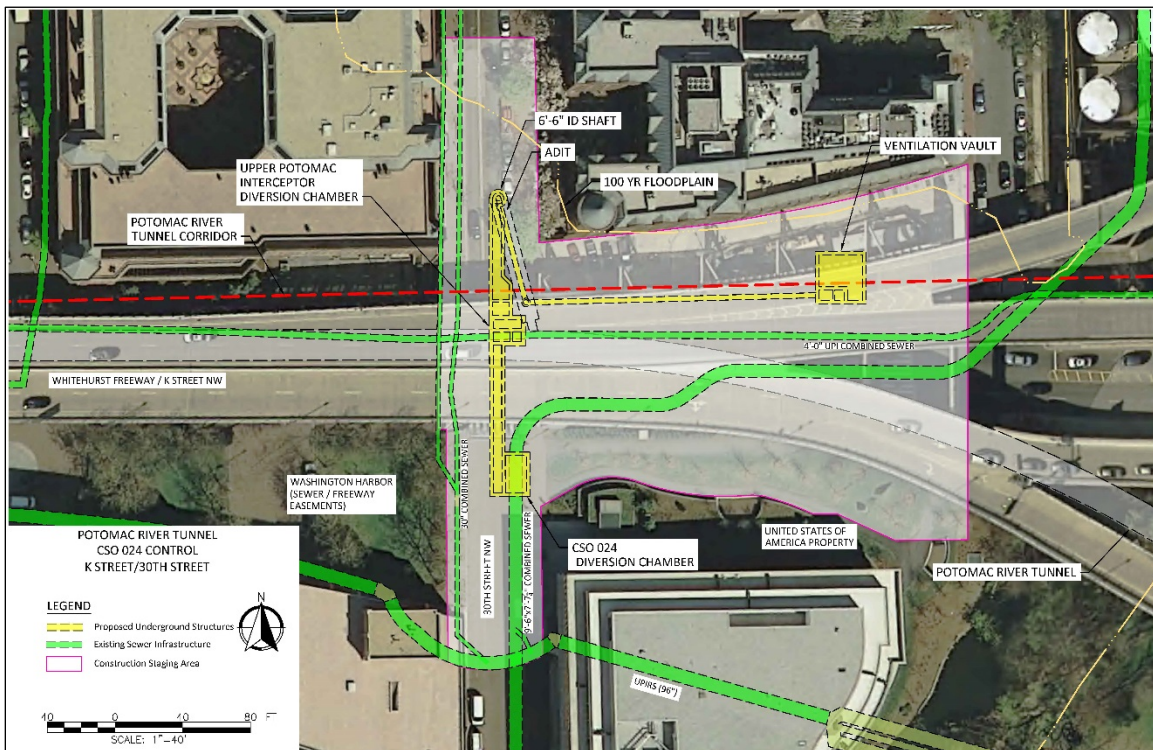 6'-6" ID SHAFT
ADIT
VENTILATION VAULT
UPPER POTOMAC
INTERCEPTOR
DIVERSION CHAMBER
100 YR FLOODPLAIN
POTOMAC RIVER
TUNNEL CORRIDOR
4'-0" UPI COMBINED SEWER
WHITEHURST FREEWAY / K STREET NW
30" COMBINED SEWER
WASHINGTON HARBOR
(SEWER / FREEWAY
EASEMENTS)
UNITED STATES OF
AMERICA PROPERTY
CSO 024
DIVERSION CHAMBER
POTOMAC RIVER TUNNEL
30TH STREET NW
COMBINED SEWER
UPIRS (96")
POTOMAC RIVER TUNNEL
CSO 024 CONTROL
K STREET/30TH STREET
LEGEND
N
Proposed Underground Structures
Existing Sewer Infrastructure
Construction Staging Area
40 0 40 80 FT
SCALE: 1"=40'